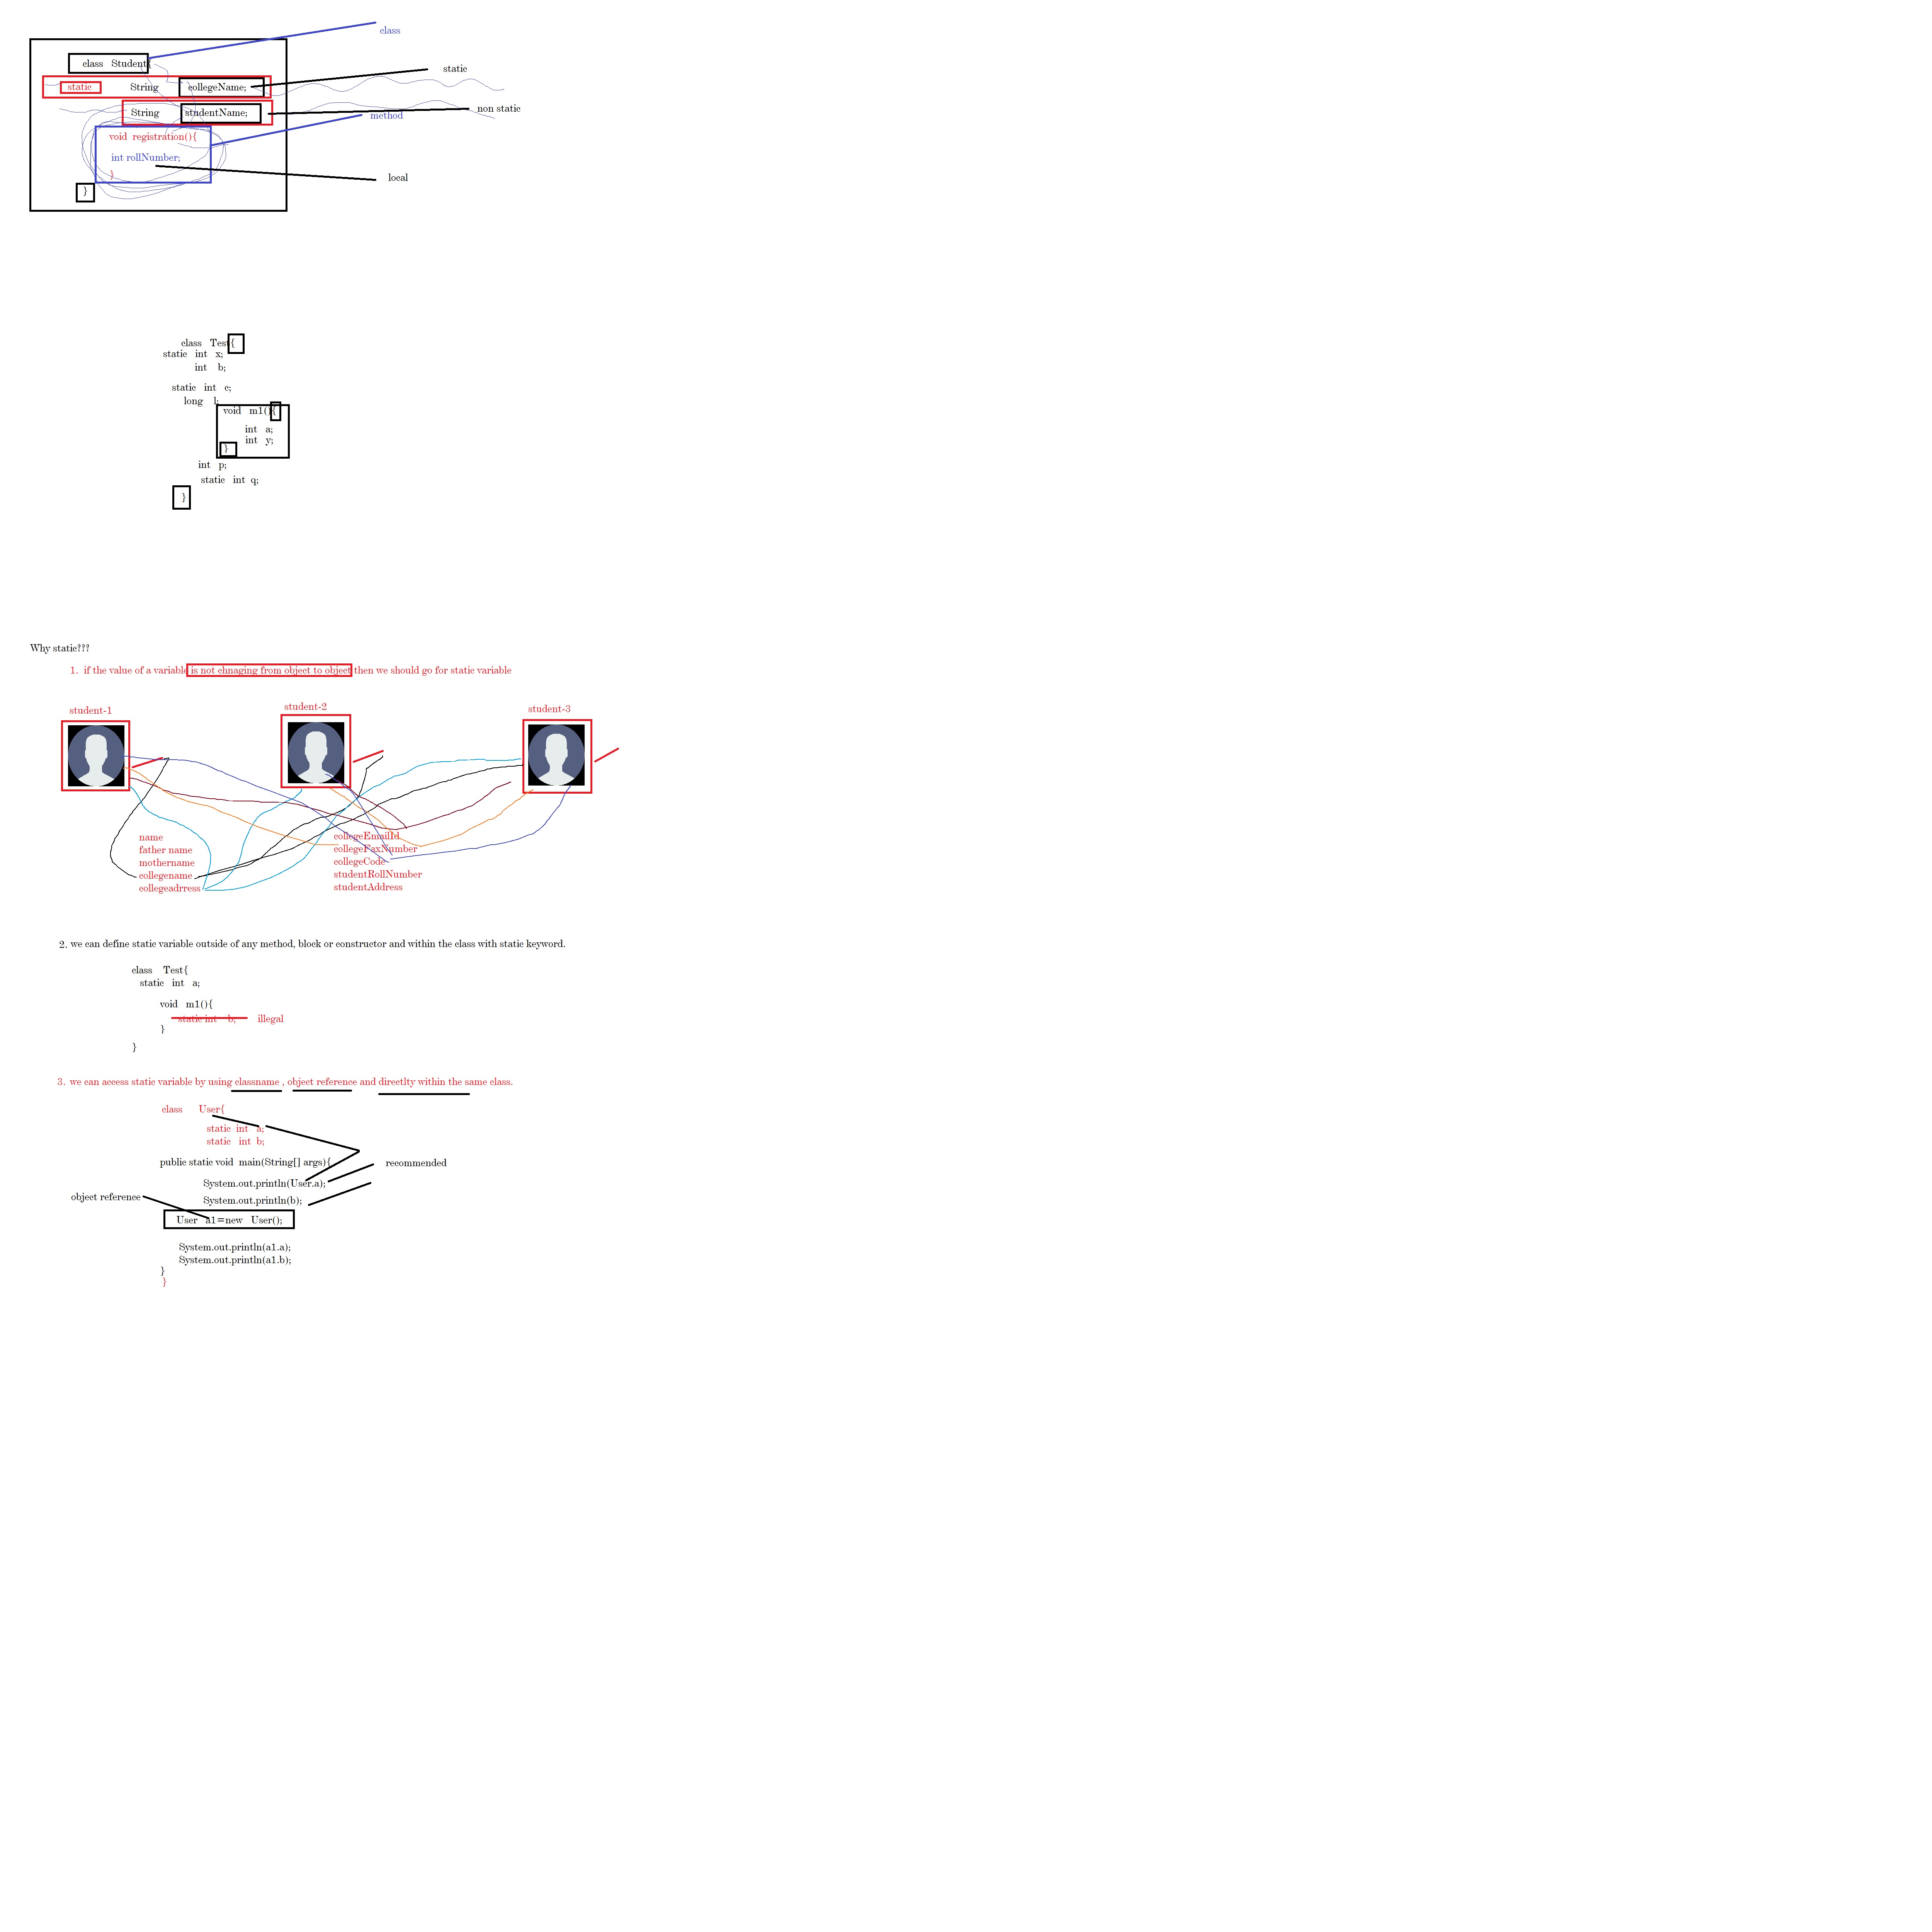 class
class Student{
static
static String collegeName;
String studentName;
non static
method
void registration(){
int rollNumber;
}
local
}
class Test{
static int x;
int b;
static int c;
long l;
void m1(){
int a;
int y;
}
int p;
static int q;
}
Why static???
1. if the value of a variable is not chnaging from object to object then we should go for static variable
student-1
student-2
student-3
name
father name
mothername
collegename
collegeadrress
collegeEmailId
collegeFaxNumber
collegeCode
studentRollNumber
studentAddress
2. we can define static variable outside of any method, block or constructor and within the class with static keyword.
class Test{
static int a;
void m1(){
static int b; illegal
}
}
3. we can access static variable by using classname , object reference and directlty within the same class.
class User{
static int a;
static int b;
public static void main(String[] args){
recommended
System.out.println(User.a);
object reference
System.out.println(b);
User a1=new User();
System.out.println(a1.a);
System.out.println(a1.b);
}
}